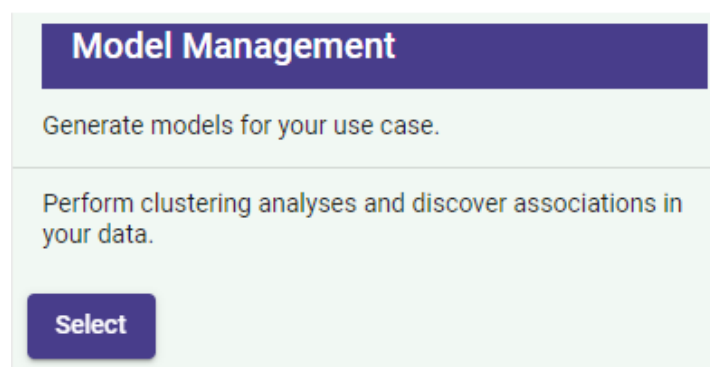 Model Management
Generate models for your use case.
Perform clustering analyses and discover associations in
your data.
Select